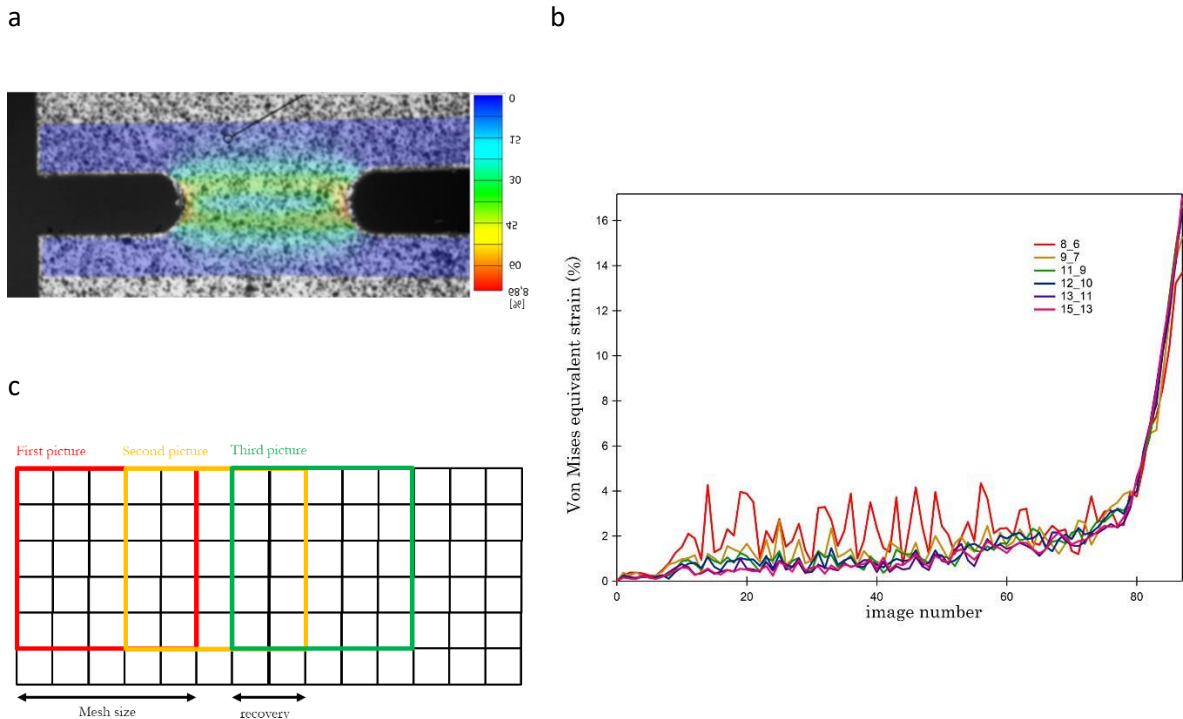 a
0
15
30
45
60
68,8
[%]
b
Von Mises equivalent strain (%)
16
14
12
10
8
6
4
2
0
8_6
9_7
11_9
12_10
13_11
15_13
0
20
40
60
80
image number
c
First picture
Second picture
Third picture
Mesh size
recovery